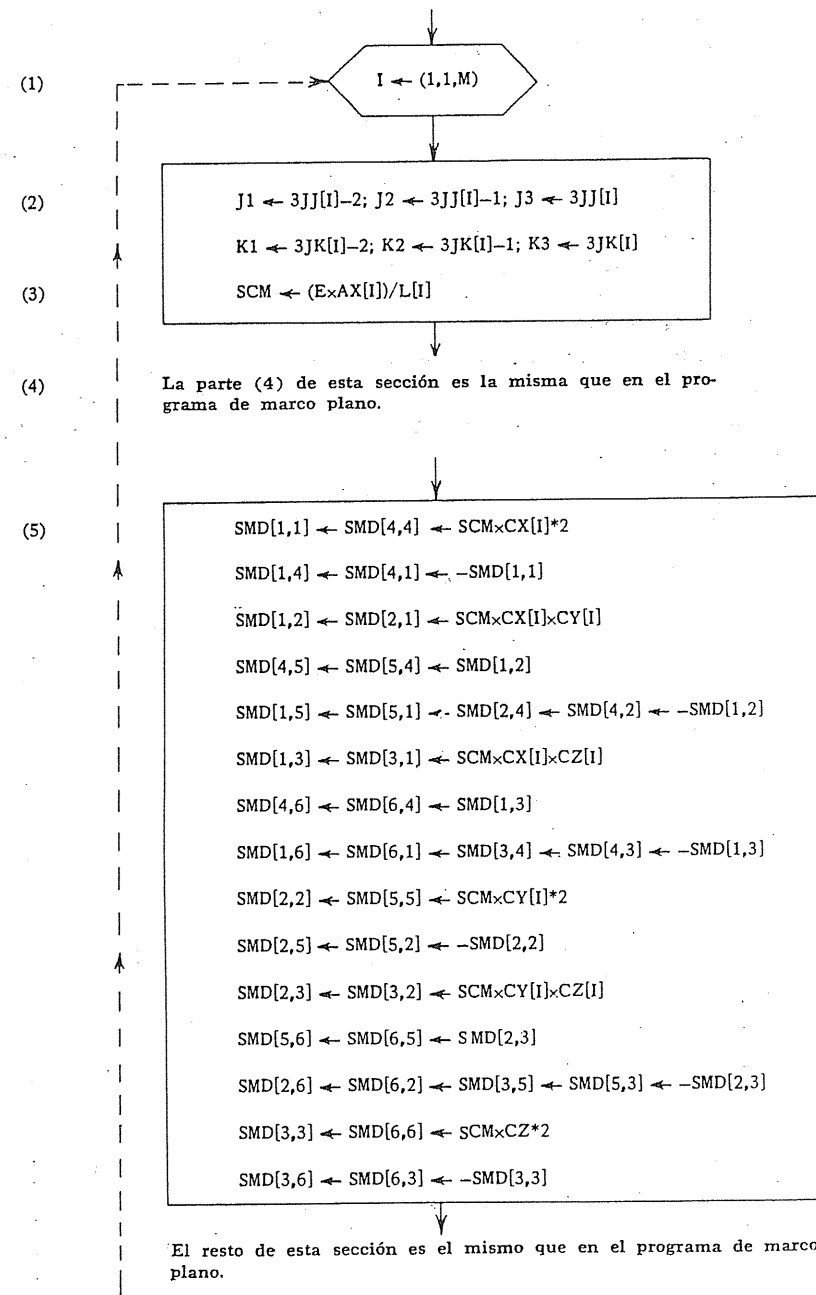 (1) I ← (1,1,M)
(2) J1 ← 3JJ[I]–2; J2 ← 3JJ[I]–1; J3 ← 3JJ[I]
K1 ← 3JK[I]–2; K2 ← 3JK[I]–1; K3 ← 3JK[I]
(3) SCM ← (E×AX[I])/L[I]
(4) La parte (4) de esta sección es la misma que en el pro-
grama de marco plano.
(5) SMD[1,1] ← SMD[4,4] ← SCM×CX[I]*2
SMD[1,4] ← SMD[4,1] ← –SMD[1,1]
SMD[1,2] ← SMD[2,1] ← SCM×CX[I]×CY[I]
SMD[4,5] ← SMD[5,4] ← SMD[1,2]
SMD[1,5] ← SMD[5,1] ← SMD[2,4] ← SMD[4,2] ← –SMD[1,2]
SMD[1,3] ← SMD[3,1] ← SCM×CX[I]×CZ[I]
SMD[4,6] ← SMD[6,4] ← SMD[1,3]
SMD[1,6] ← SMD[6,1] ← SMD[3,4] ← SMD[4,3] ← –SMD[1,3]
SMD[2,2] ← SMD[5,5] ← SCM×CY[I]*2
SMD[2,5] ← SMD[5,2] ← –SMD[2,2]
SMD[2,3] ← SMD[3,2] ← SCM×CY[I]×CZ[I]
SMD[5,6] ← SMD[6,5] ← SMD[2,3]
SMD[2,6] ← SMD[6,2] ← SMD[3,5] ← SMD[5,3] ← –SMD[2,3]
SMD[3,3] ← SMD[6,6] ← SCM×CZ*2
SMD[3,6] ← SMD[6,3] ← –SMD[3,3]
El resto de esta sección es el mismo que en el programa de marco
plano.